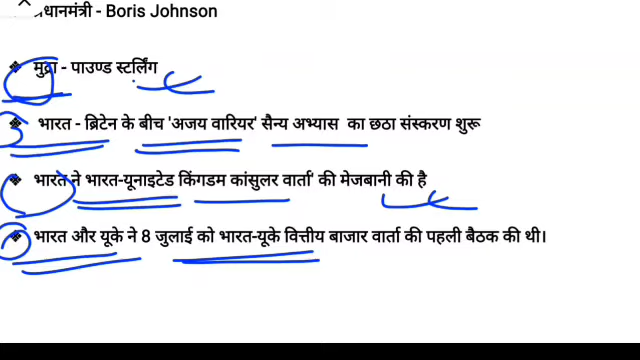 प्रधानमंत्री - Boris Johnson
मुद्रा - पाउण्ड स्टर्लिंग
भारत - ब्रिटेन के बीच 'अजय वारियर' सैन्य अभ्यास का छठा संस्करण शुरू
भारत ने भारत-यूनाइटेड किंगडम कांसुलर वार्ता' की मेजबानी की है
भारत और यूके ने 8 जुलाई को भारत-यूके वित्तीय बाजार वार्ता की पहली बैठक की थी।